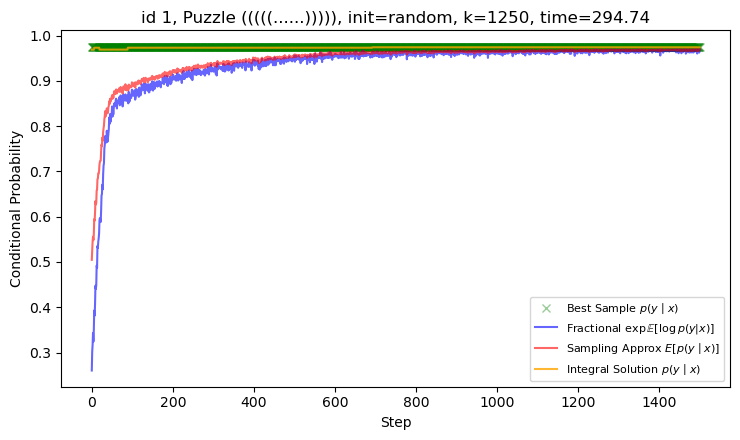 id 1, Puzzle (((((......))))), init=random, k=1250, time=294.74
Conditional Probability
1.0
0.9
0.8
0.7
0.6
0.5
0.4
0.3
0 200 400 600 800 1000 1200 1400
Step
Best Sample p(y | x)
Fractional exp𝔼[log p(y|x)]
Sampling Approx E[p(y | x)]
Integral Solution p(y | x)